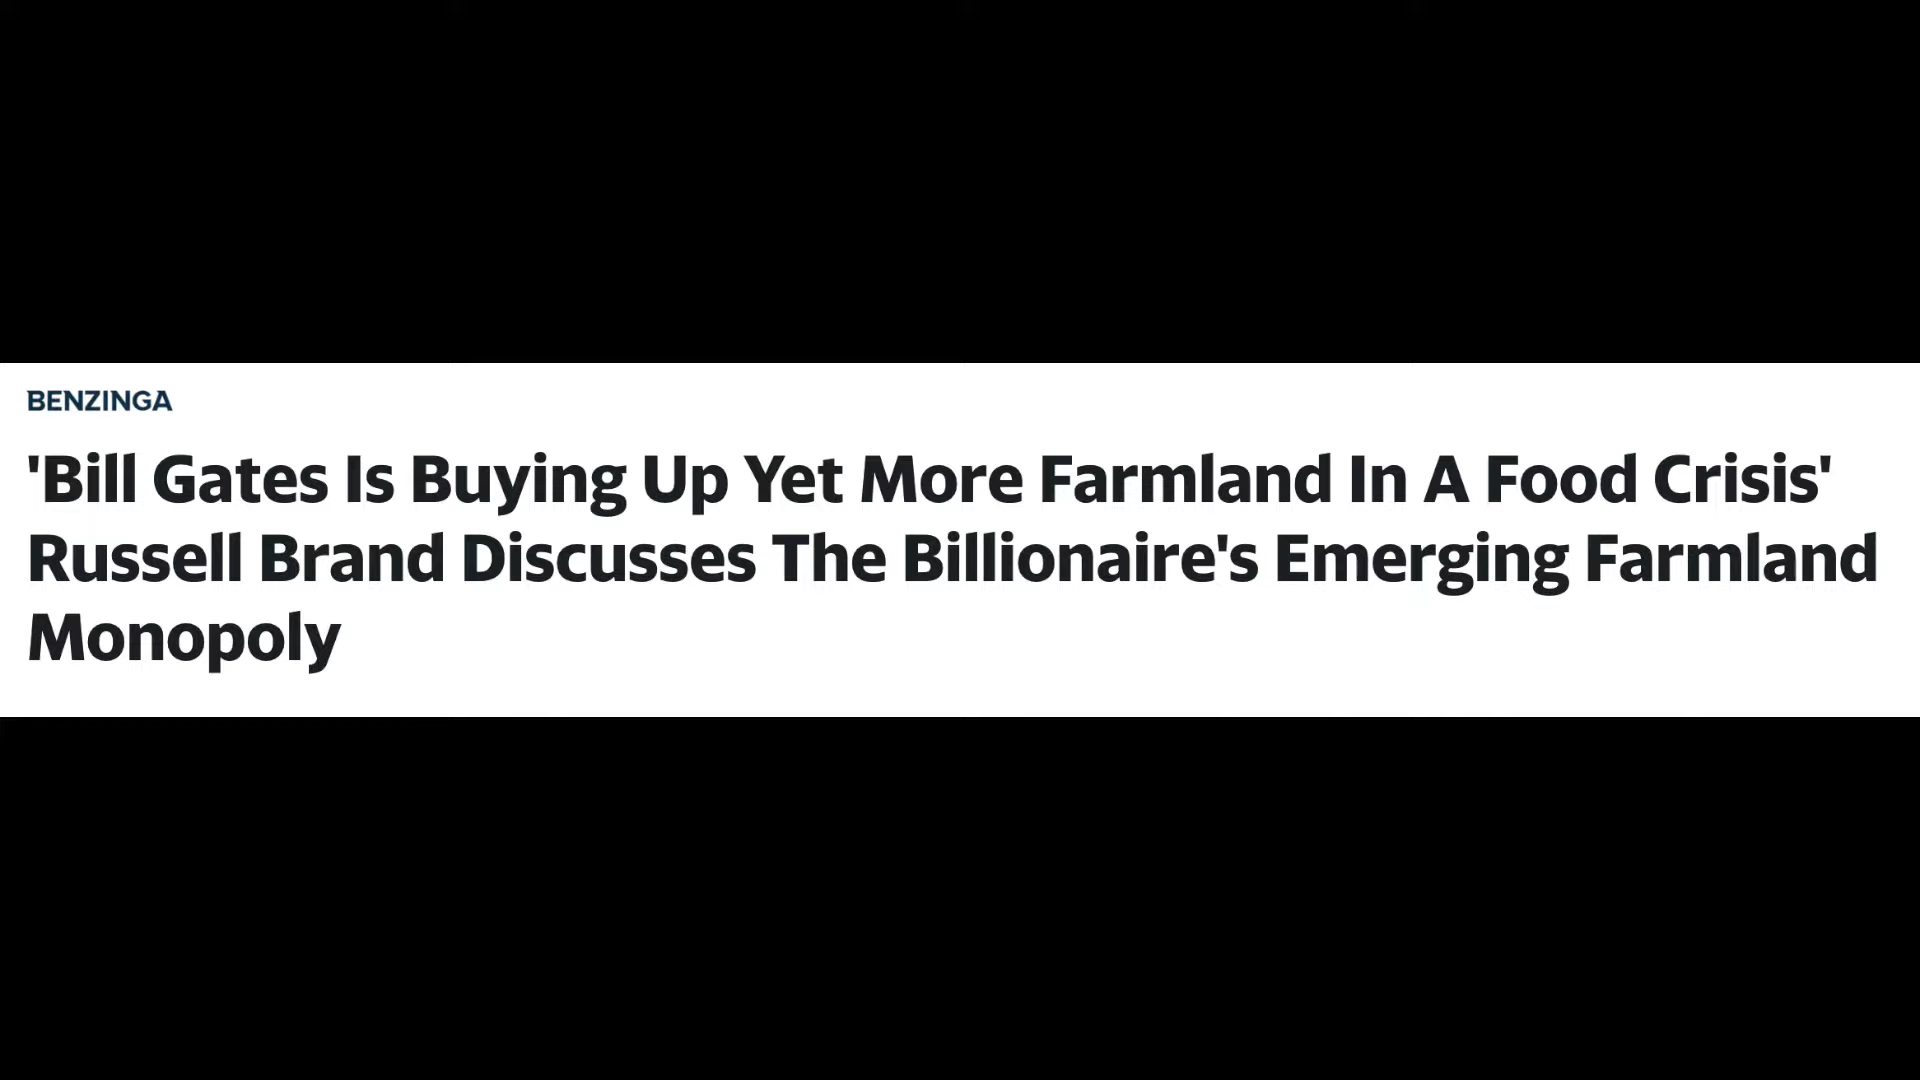 BENZINGA
'Bill Gates Is Buying Up Yet More Farmland In A Food Crisis'
Russell Brand Discusses The Billionaire's Emerging Farmland
Monopoly